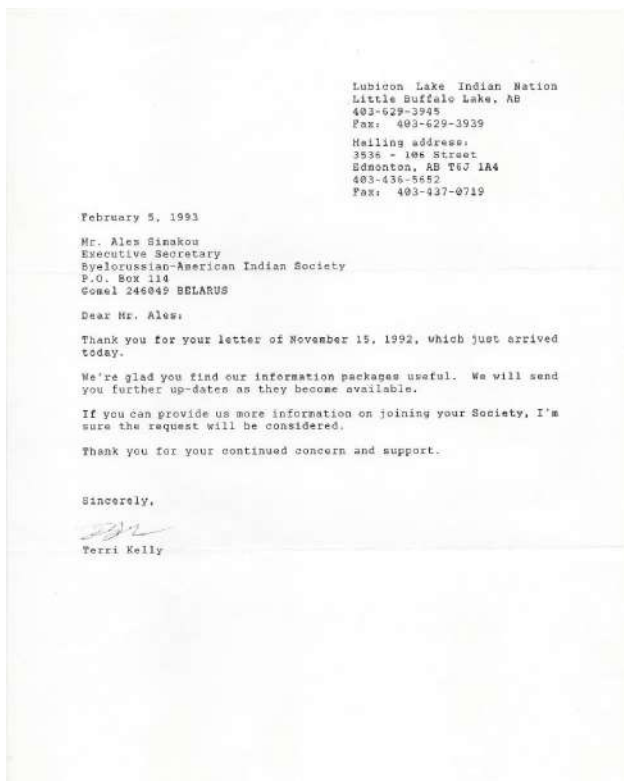 Lubicon Lake Indian Nation
Little Buffalo Lake, AB
403-629-3945
Fax: 403-629-3939
Mailing address:
3536 - 106 Street
Edmonton, AB T6J 1A4
403-436-5652
Fax: 403-437-0719
February 5, 1993
Mr. Ales Simakou
Executive Secretary
Byelorussian-American Indian Society
P.O. Box 114
Gomel 246049 BELARUS
Dear Mr. Ales:
Thank you for your letter of November 15, 1992, which just arrived
today.
We're glad you find our information packages useful. We will send
you further up-dates as they become available.
If you can provide us more information on joining your Society, I'm
sure the request will be considered.
Thank you for your continued concern and support.
Sincerely,
Terri Kelly